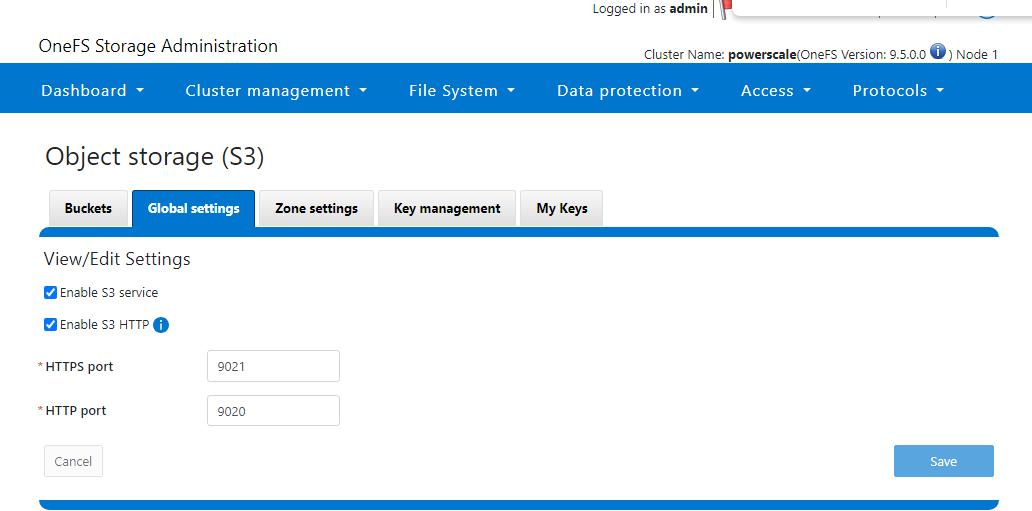 Logged in as admin
OneFS Storage Administration
Cluster Name: powerscale(OneFS Version: 9.5.0.0 i ) Node 1
Dashboard Cluster management File System Data protection Access Protocols
Object storage (S3)
Buckets Global settings Zone settings Key management My Keys
View/Edit Settings
Enable S3 service
Enable S3 HTTP i
* HTTPS port 9021
* HTTP port 9020
Cancel Save